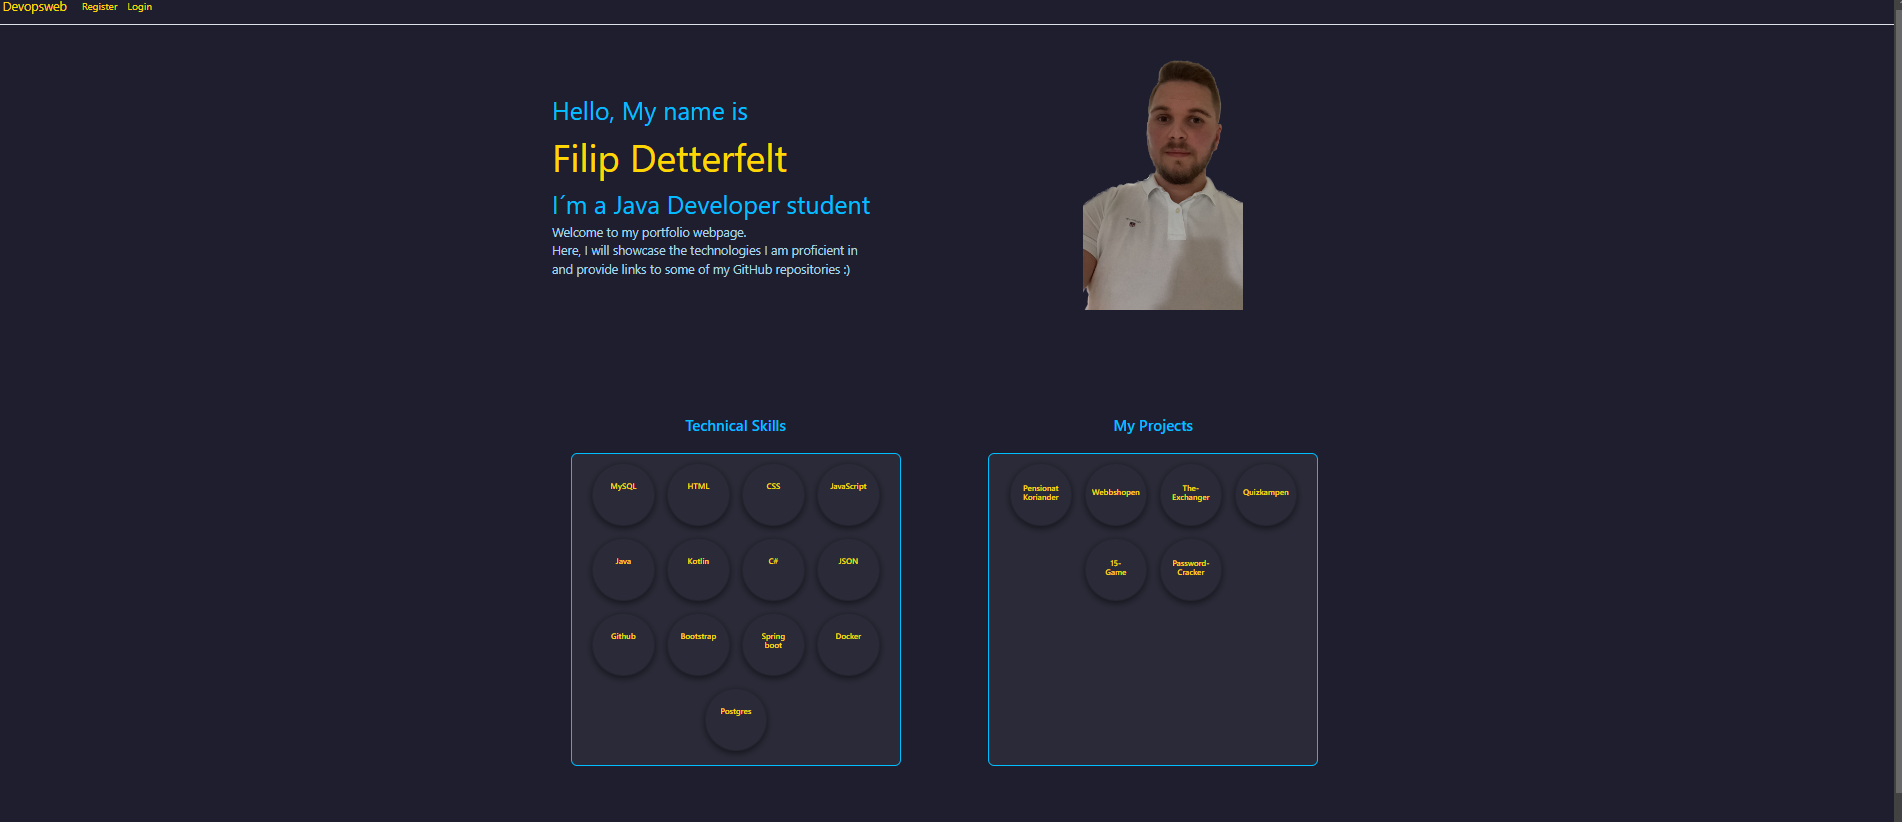 Devopsweb Register Login
Hello, My name is
Filip Detterfelt
I´m a Java Developer student
Welcome to my portfolio webpage.
Here, I will showcase the technologies I am proficient in
and provide links to some of my GitHub repositories :)
Technical Skills
MySQL HTML CSS JavaScript
Java Kotlin C# JSON
Github Bootstrap Spring
boot Docker
Postgres
My Projects
Pensionat
Koriander
Webbshopen
The-
Exchanger
Quizkampen
15-
Game
Password-
Cracker